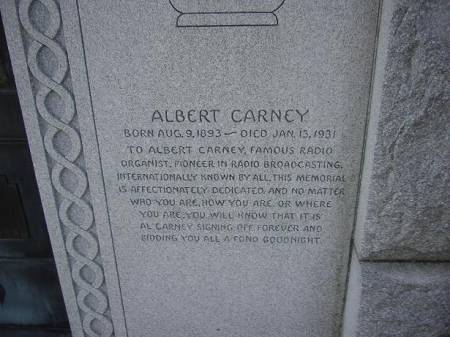 ALBERT CARNEY
BORN AUG. 9, 1893 — DIED JAN. 13, 1931
TO ALBERT CARNEY, FAMOUS RADIO
ORGANIST, PIONEER IN RADIO BROADCASTING,
INTERNATIONALLY KNOWN BY ALL, THIS MEMORIAL
IS AFFECTIONATELY DEDICATED, AND NO MATTER
WHO YOU ARE, HOW YOU ARE, OR WHERE
YOU ARE, YOU WILL KNOW THAT IT IS
AL CARNEY SIGNING OFF FOREVER AND
BIDDING YOU ALL A FOND GOODNIGHT.